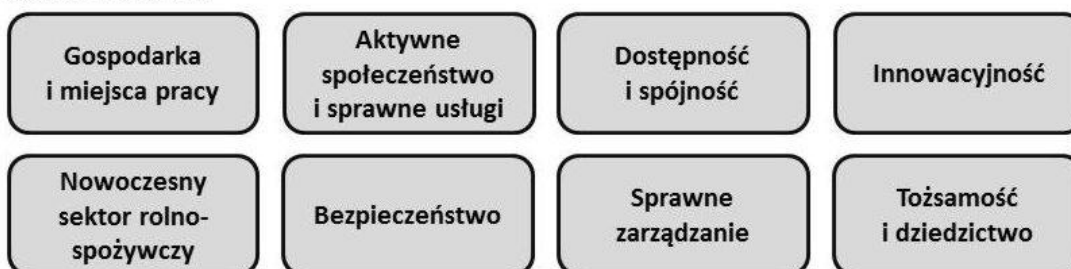 Gospodarka
i miejsca pracy
Aktywne
społeczeństwo
i sprawne usługi
Dostępność
i spójność
Innowacyjność
Nowoczesny
sektor rolno-
spożywczy
Bezpieczeństwo
Sprawne
zarządzanie
Tożsamość
i dziedzictwo